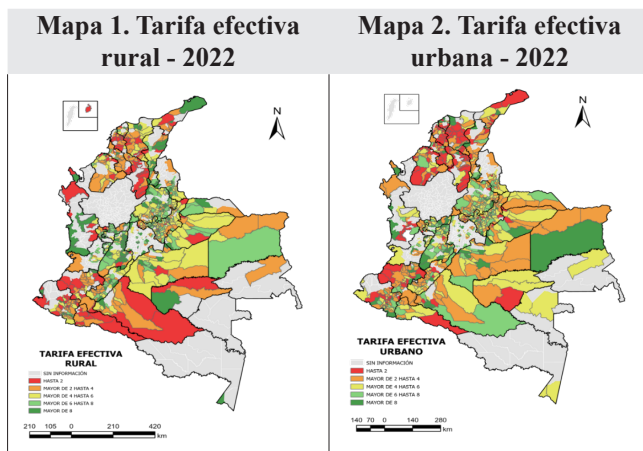 Mapa 1. Tarifa efectiva
rural - 2022
Mapa 2. Tarifa efectiva
urbana - 2022
N
TARIFA EFECTIVA
RURAL
SIN INFORMACIÓN
HASTA 2
MAYOR DE 2 HASTA 4
MAYOR DE 4 HASTA 6
MAYOR DE 6 HASTA 8
MAYOR DE 8
210 105 0 210 420
km
N
TARIFA EFECTIVA
URBANO
SIN INFORMACIÓN
HASTA 2
MAYOR DE 2 HASTA 4
MAYOR DE 4 HASTA 6
MAYOR DE 6 HASTA 8
MAYOR DE 8
140 70 0 140 280
km